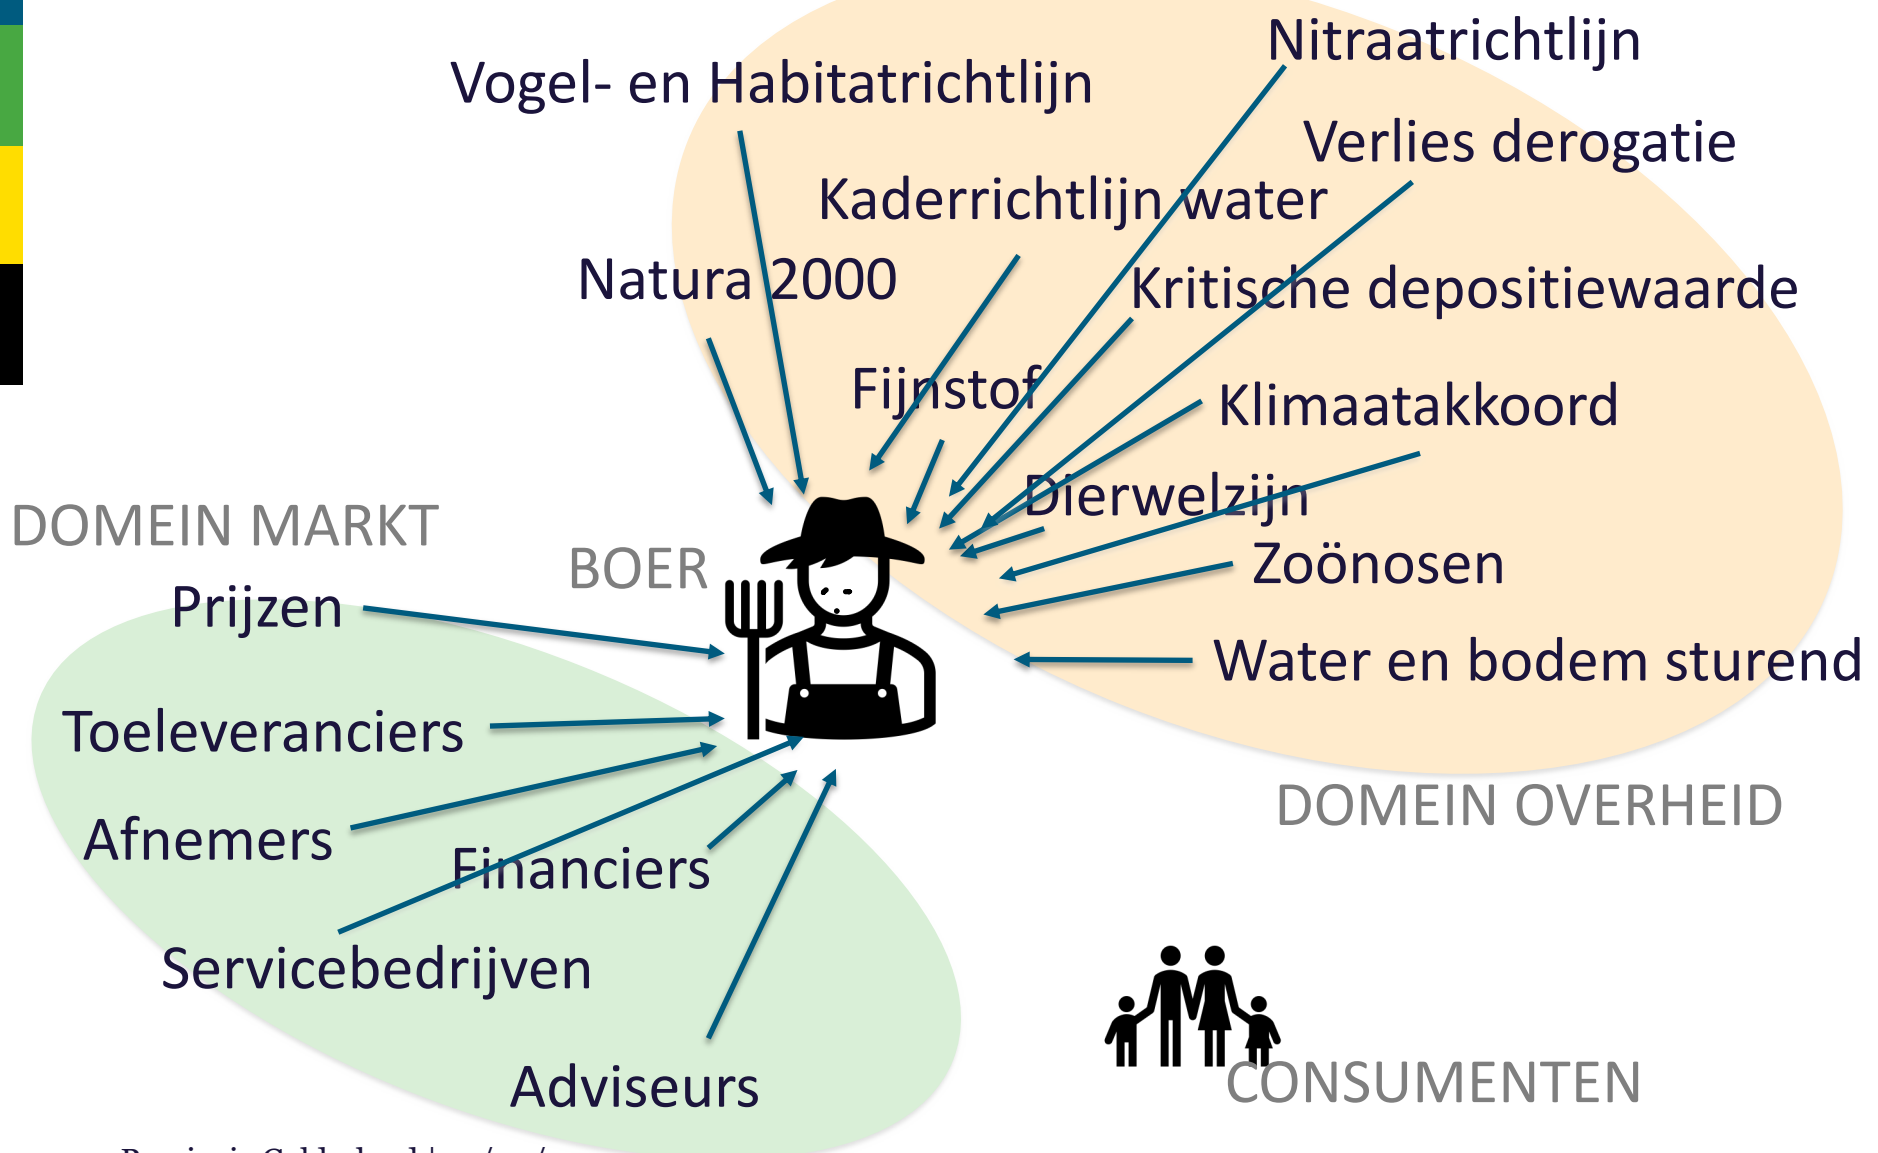 Nitraatrichtlijn
Vogel- en Habitatrichtlijn
Verlies derogatie
Kaderrichtlijn water
Natura 2000
Kritische depositiewaarde
Fijnstof
Klimaatakkoord
Dierwelzijn
DOMEIN MARKT
BOER
Zoönosen
Prijzen
Water en bodem sturend
Toeleveranciers
DOMEIN OVERHEID
Afnemers
Financiers
Servicebedrijven
Adviseurs
CONSUMENTEN